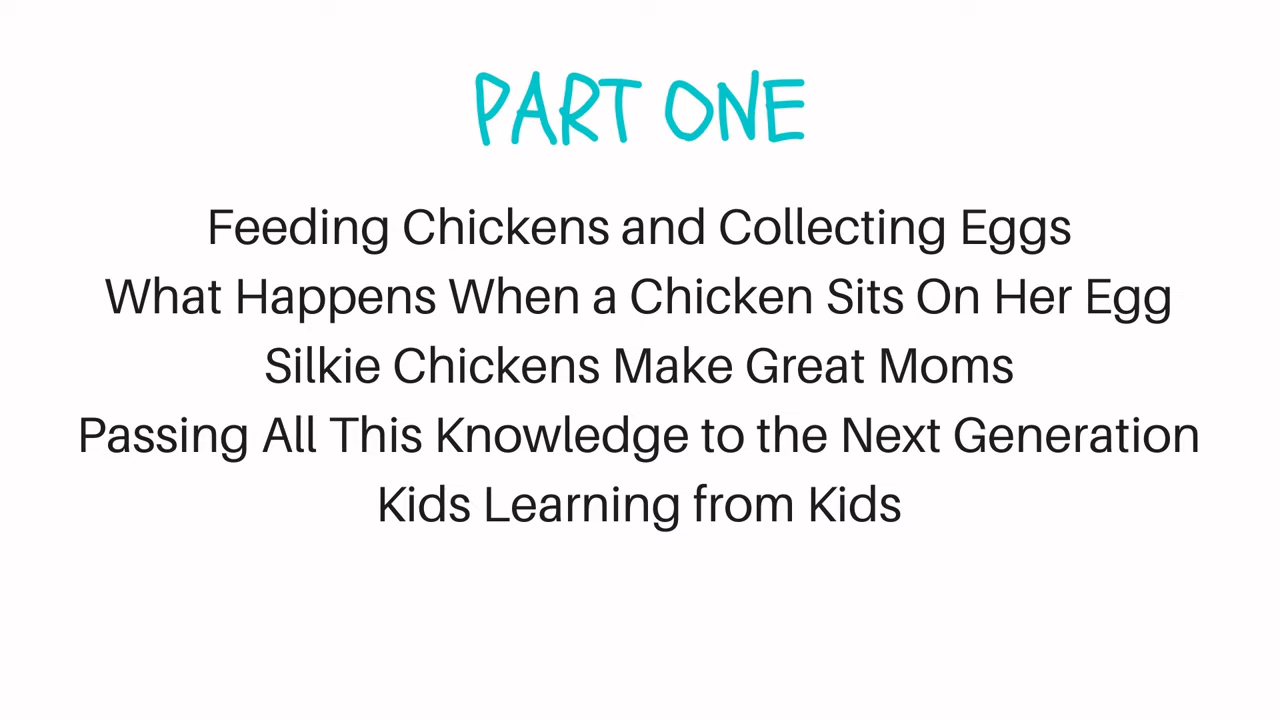 PART ONE
Feeding Chickens and Collecting Eggs
What Happens When a Chicken Sits On Her Egg
Silkie Chickens Make Great Moms
Passing All This Knowledge to the Next Generation
Kids Learning from Kids